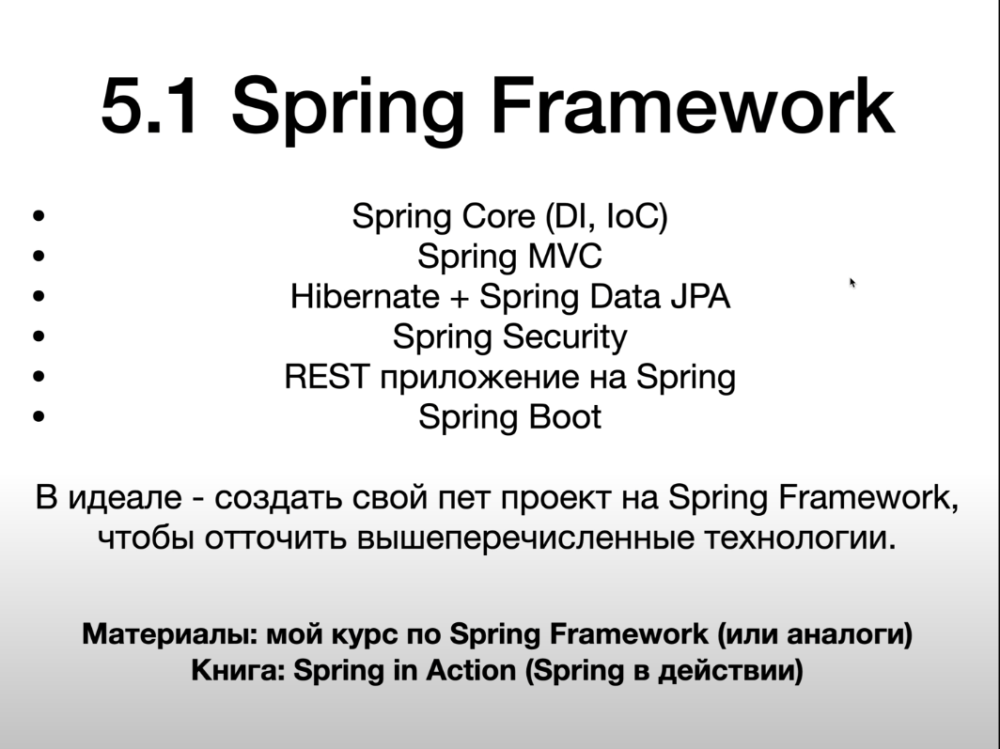 5.1 Spring Framework
• Spring Core (DI, IoC)
• Spring MVC
• Hibernate + Spring Data JPA
• Spring Security
• REST приложение на Spring
• Spring Boot
В идеале - создать свой пет проект на Spring Framework,
чтобы отточить вышеперечисленные технологии.
Материалы: мой курс по Spring Framework (или аналоги)
Книга: Spring in Action (Spring в действии)